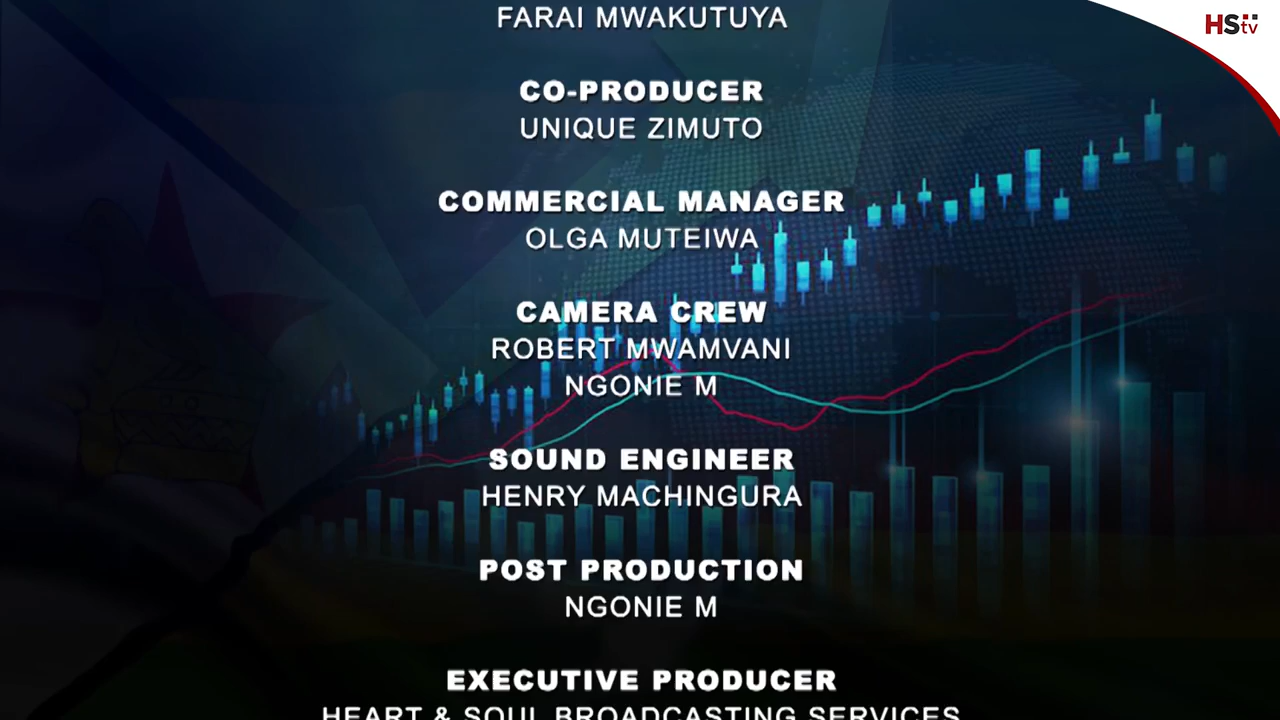 HStv
FARAI MWAKUTUYA
CO-PRODUCER
UNIQUE ZIMUTO
COMMERCIAL MANAGER
OLGA MUTEIWA
CAMERA CREW
ROBERT MWAMVANI
NGONIE M
SOUND ENGINEER
HENRY MACHINGURA
POST PRODUCTION
NGONIE M
EXECUTIVE PRODUCER
HEART & SOUL BROADCASTING SERVICES